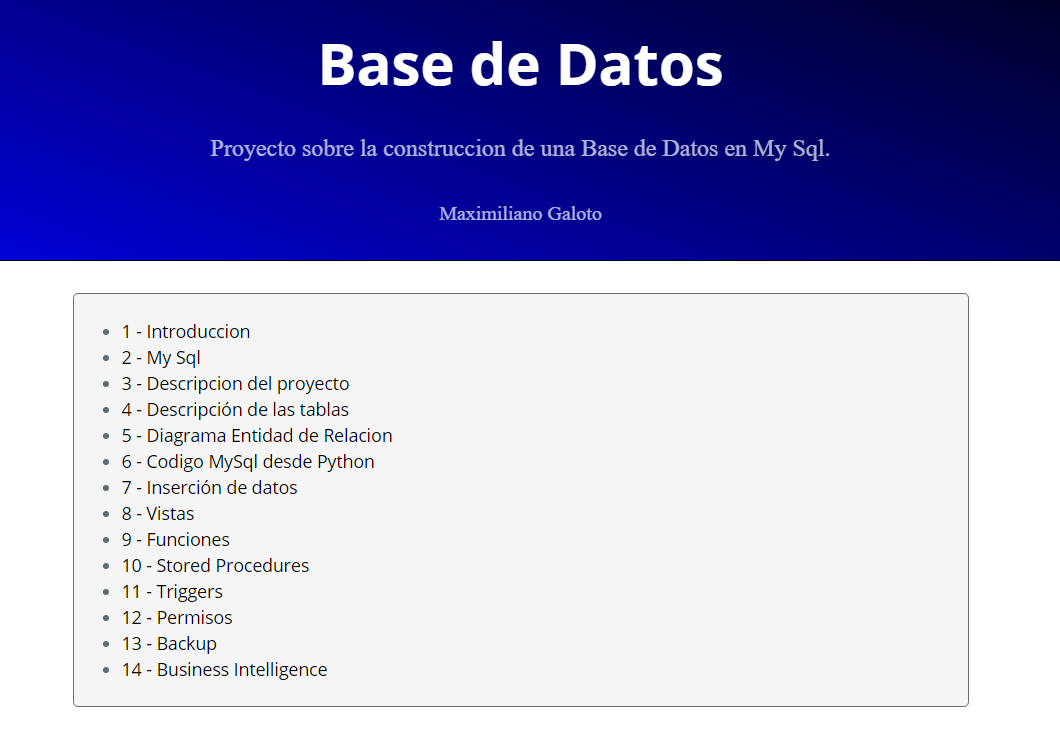 Base de Datos
Proyecto sobre la construccion de una Base de Datos en My Sql.
Maximiliano Galoto
1 - Introduccion
2 - My Sql
3 - Descripcion del proyecto
4 - Descripción de las tablas
5 - Diagrama Entidad de Relacion
6 - Codigo MySql desde Python
7 - Inserción de datos
8 - Vistas
9 - Funciones
10 - Stored Procedures
11 - Triggers
12 - Permisos
13 - Backup
14 - Business Intelligence